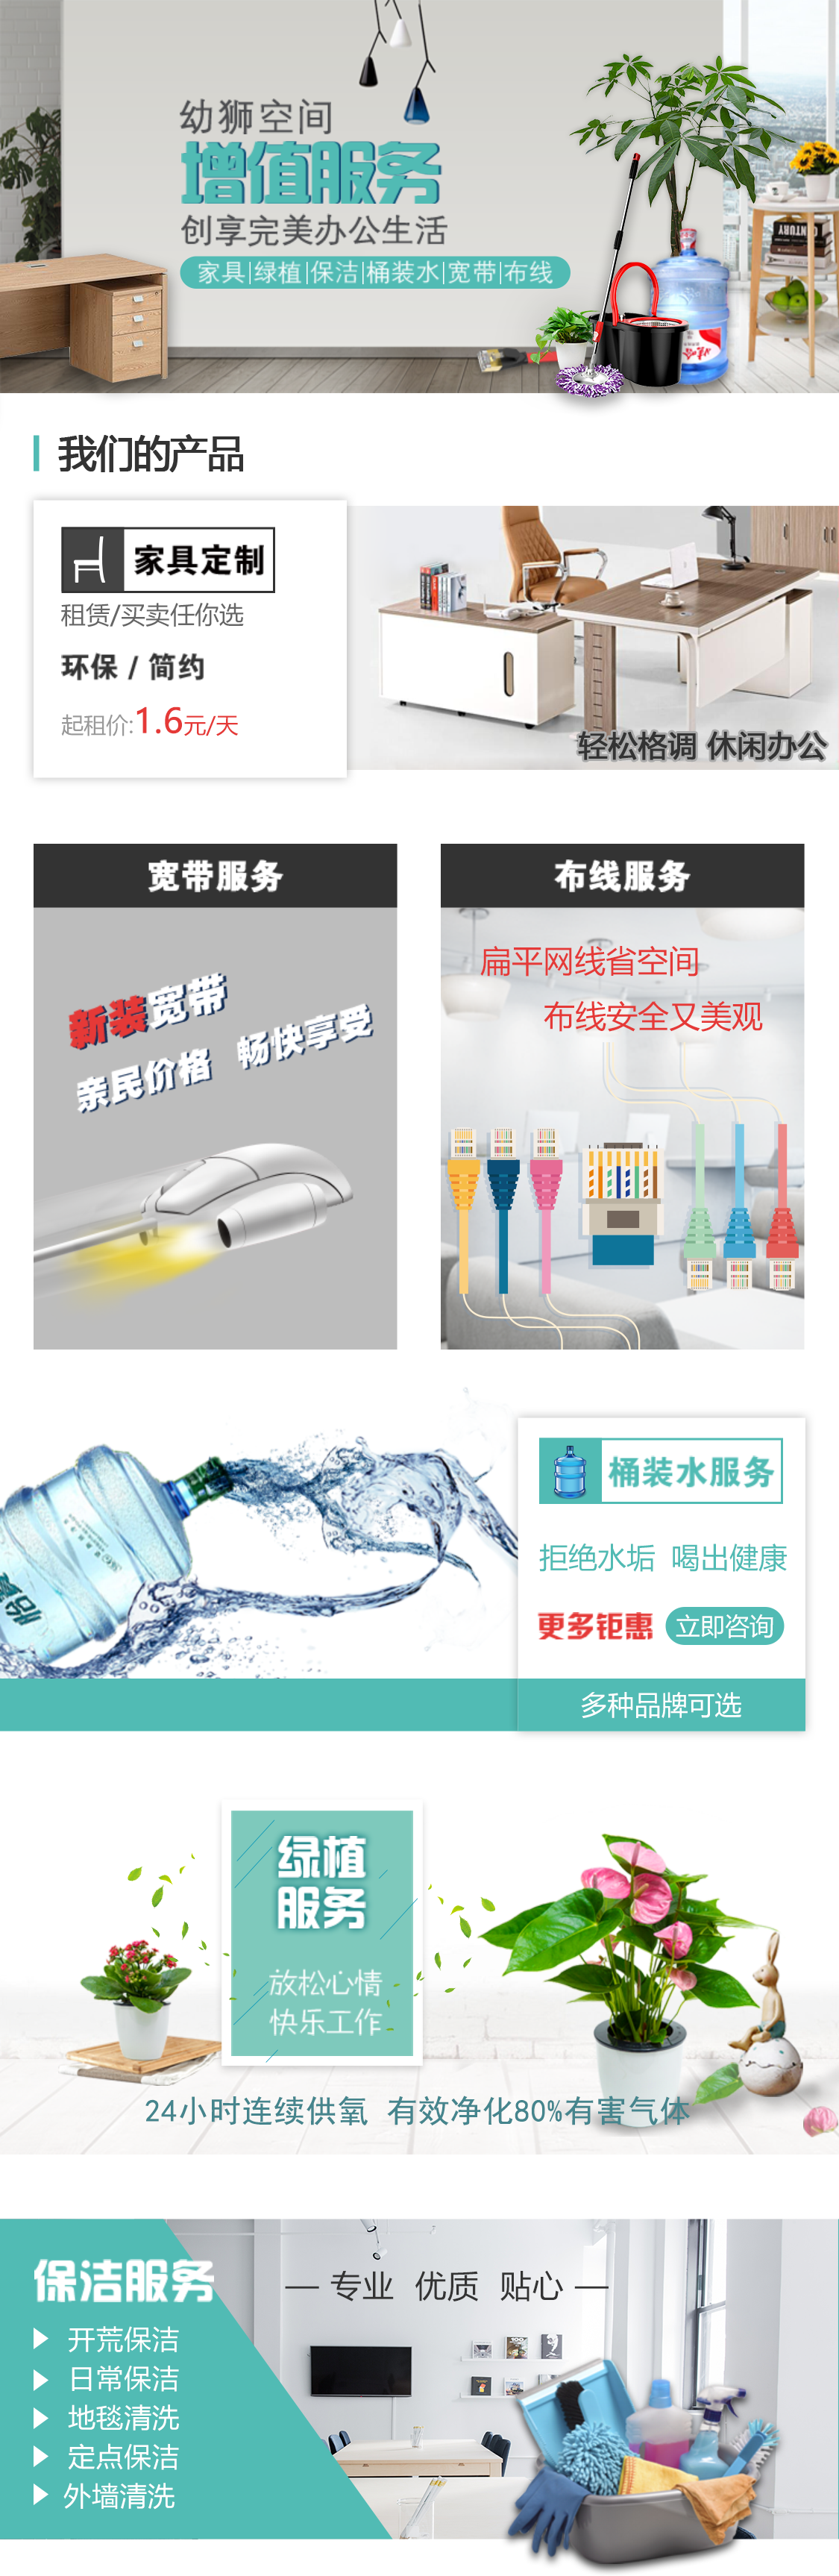 幼狮空间
增值服务
创享完美办公生活
家具|绿植|保洁|桶装水|宽带|布线
CENTURY
我们的产品
家具定制
租赁/买卖任你选
环保 / 简约
起租价:1.6元/天
轻松格调 休闲办公
宽带服务
新装宽带
亲民价格 畅快享受
布线服务
扁平网线省空间
布线安全又美观
桶装水服务
拒绝水垢 喝出健康
更多钜惠 立即咨询
多种品牌可选
绿植
服务
放松心情
快乐工作
24小时连续供氧 有效净化80%有害气体
保洁服务
— 专业 优质 贴心 —
开荒保洁
日常保洁
地毯清洗
定点保洁
外墙清洗